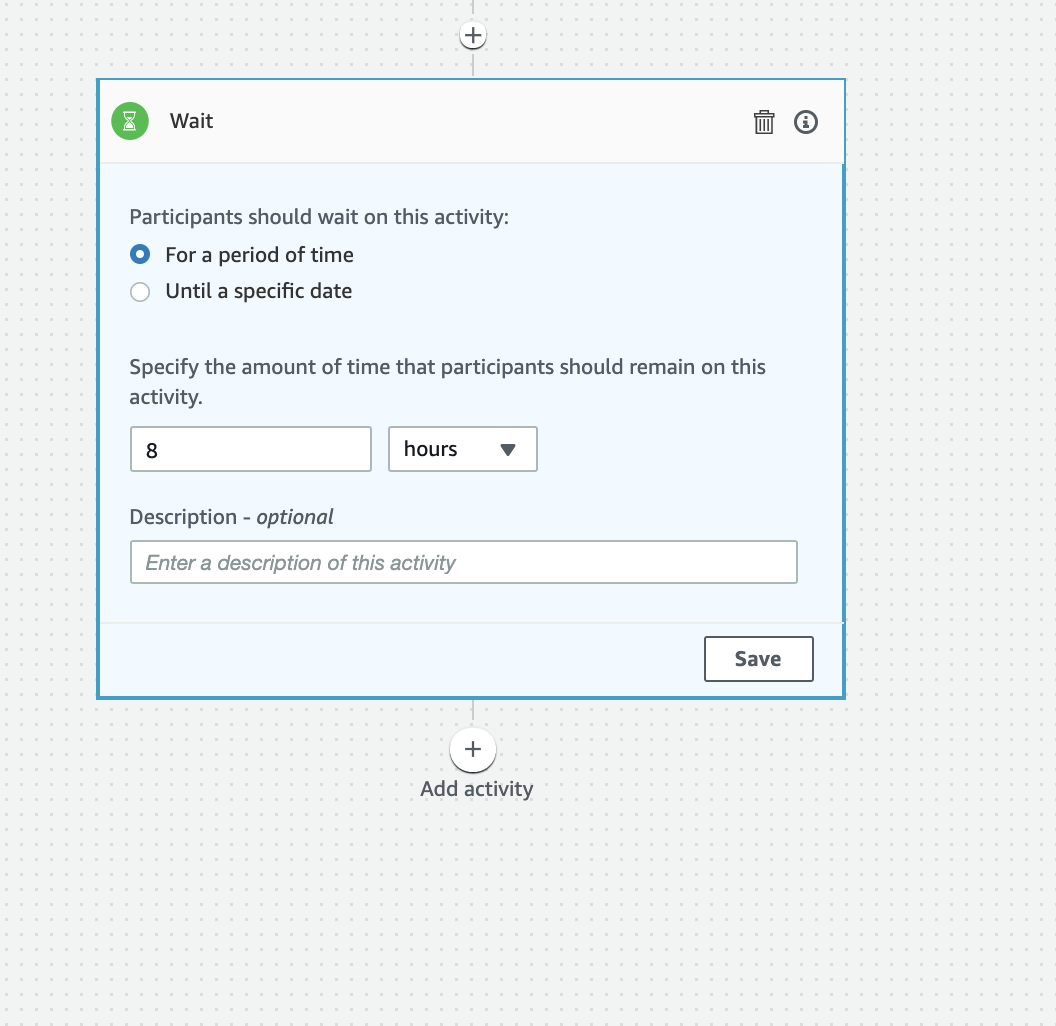 Wait
Participants should wait on this activity:
For a period of time
Until a specific date
Specify the amount of time that participants should remain on this
activity.
8 hours
Description - optional
Enter a description of this activity
Save
Add activity